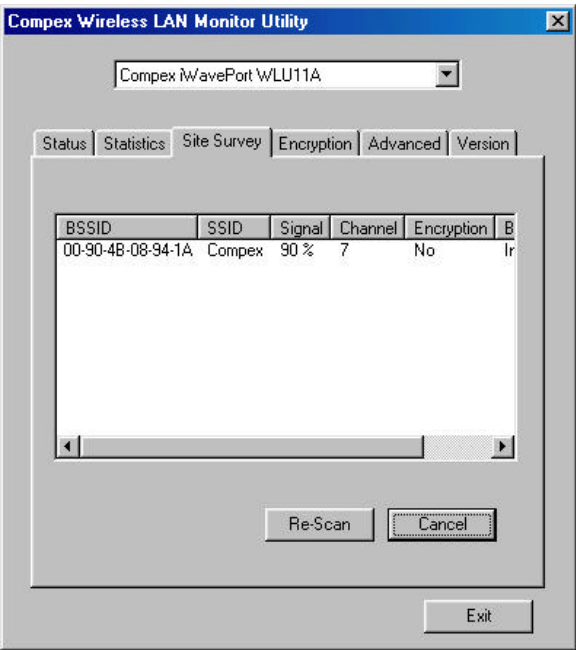 Compex Wireless LAN Monitor Utility
Compex iWavePort WLU11A
Status Statistics Site Survey Encryption Advanced Version
BSSID SSID Signal Channel Encryption B
00-90-4B-08-94-1A Compex 90 % 7 No Ir
Re-Scan Cancel
Exit